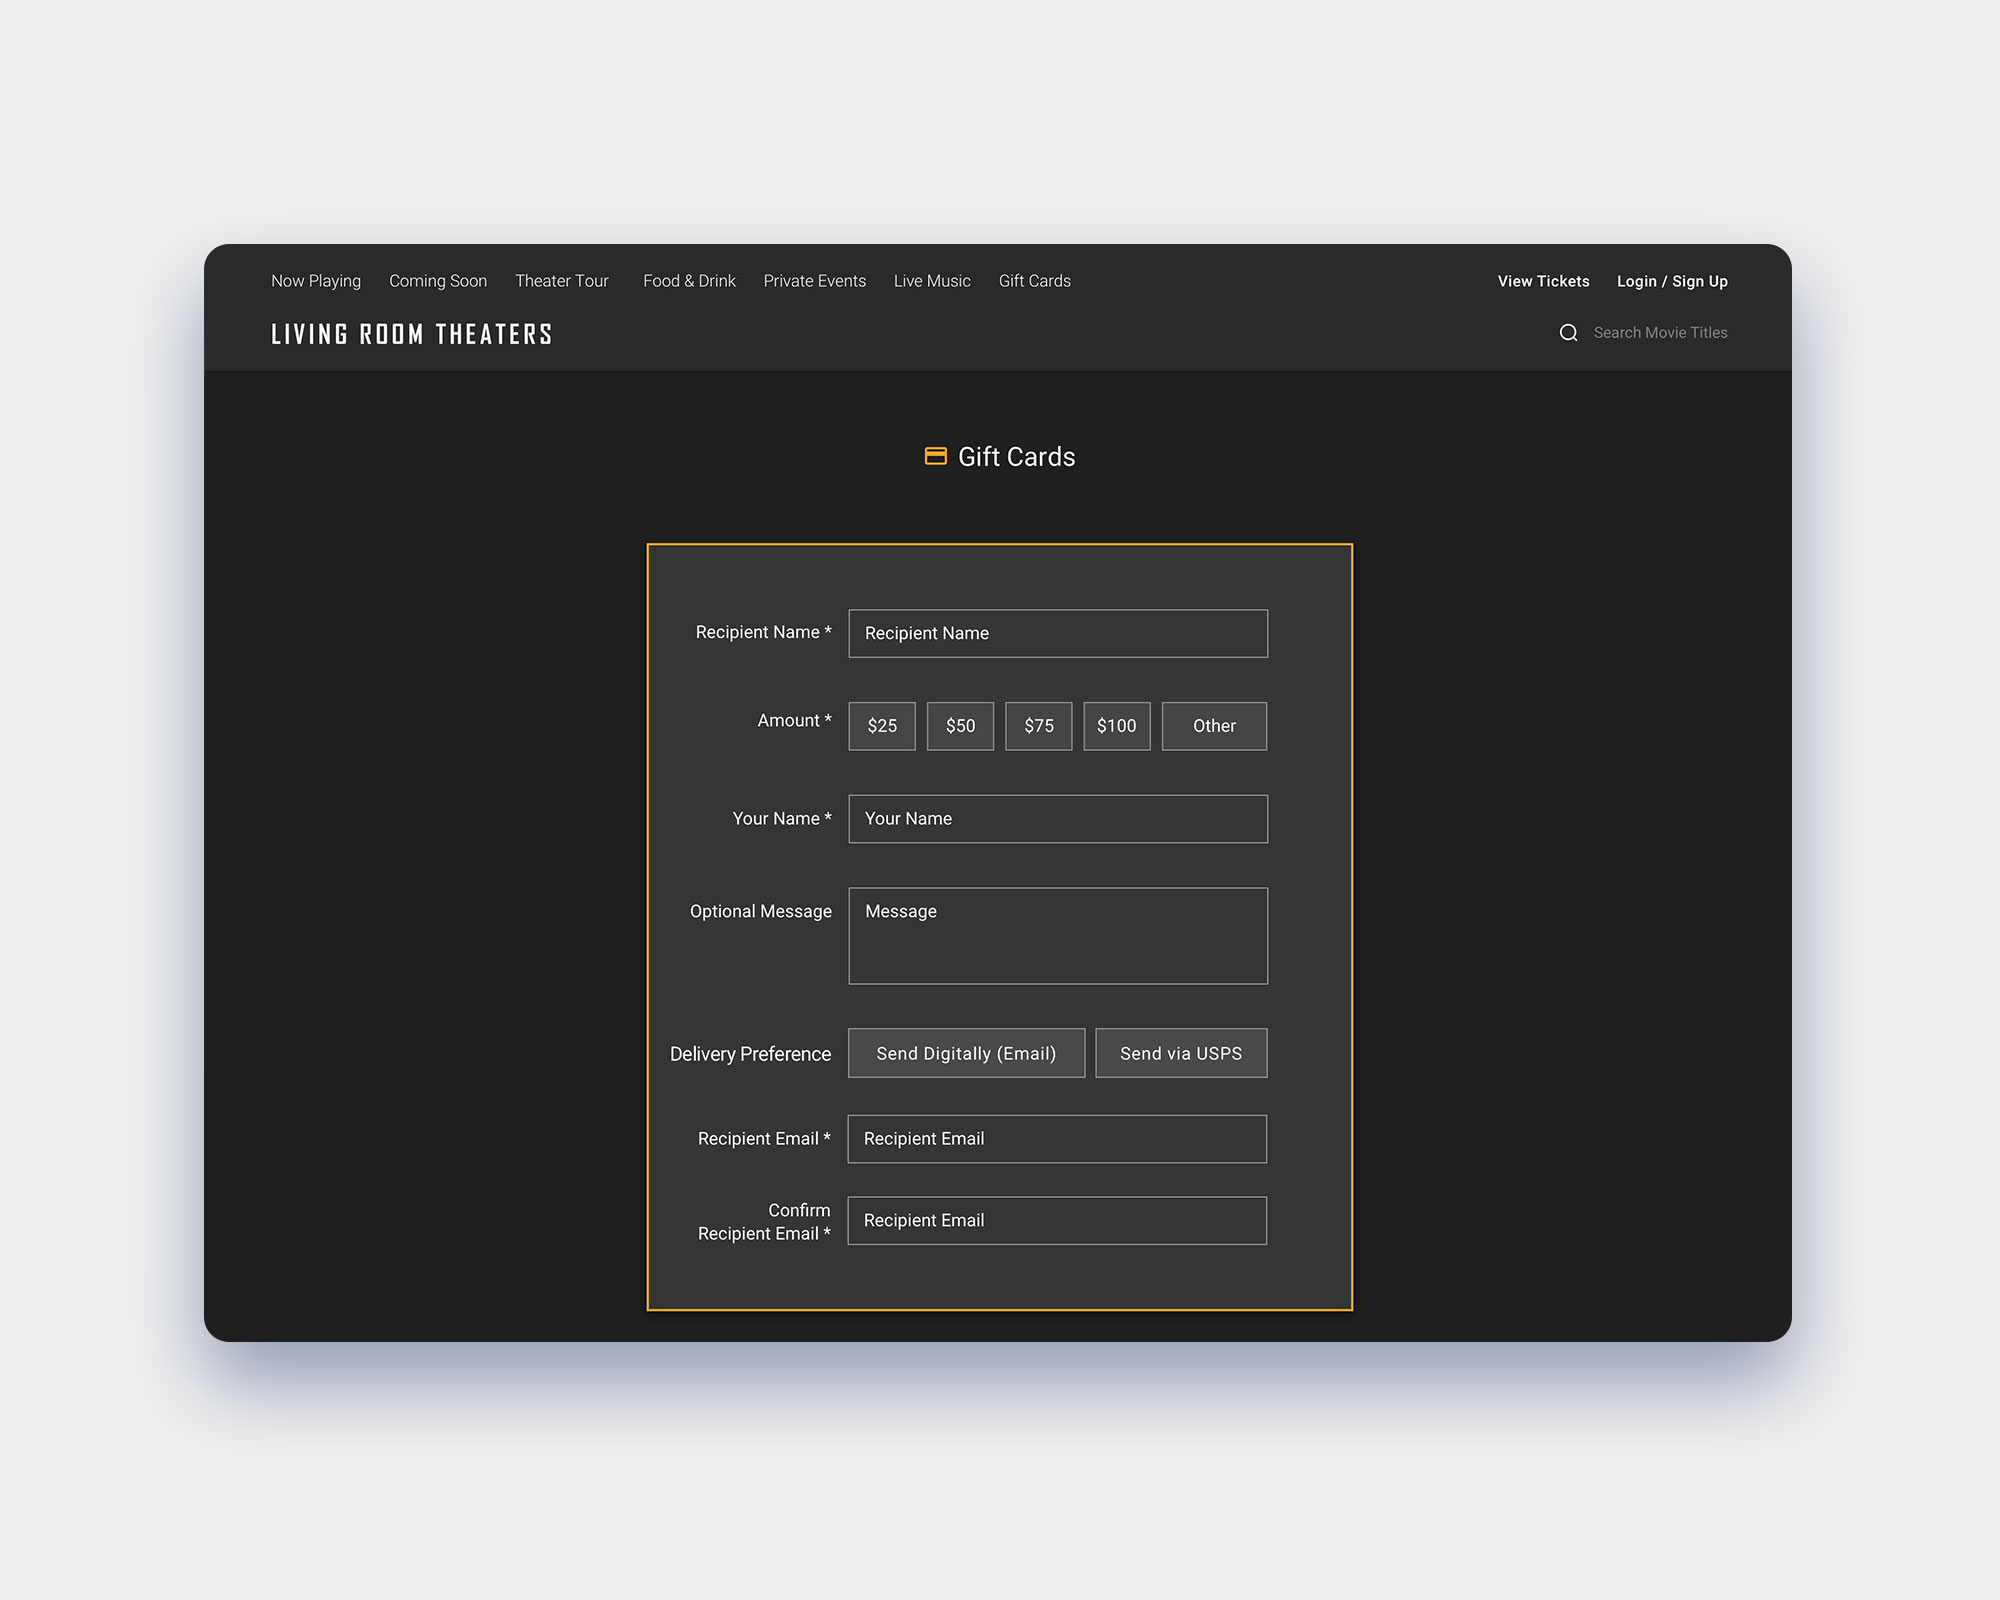 Now Playing Coming Soon Theater Tour Food & Drink Private Events Live Music Gift Cards View Tickets Login / Sign Up
LIVING ROOM THEATERS Search Movie Titles
Gift Cards
Recipient Name * Recipient Name
Amount * $25 $50 $75 $100 Other
Your Name * Your Name
Optional Message Message
Delivery Preference Send Digitally (Email) Send via USPS
Recipient Email * Recipient Email
Confirm
Recipient Email * Recipient Email